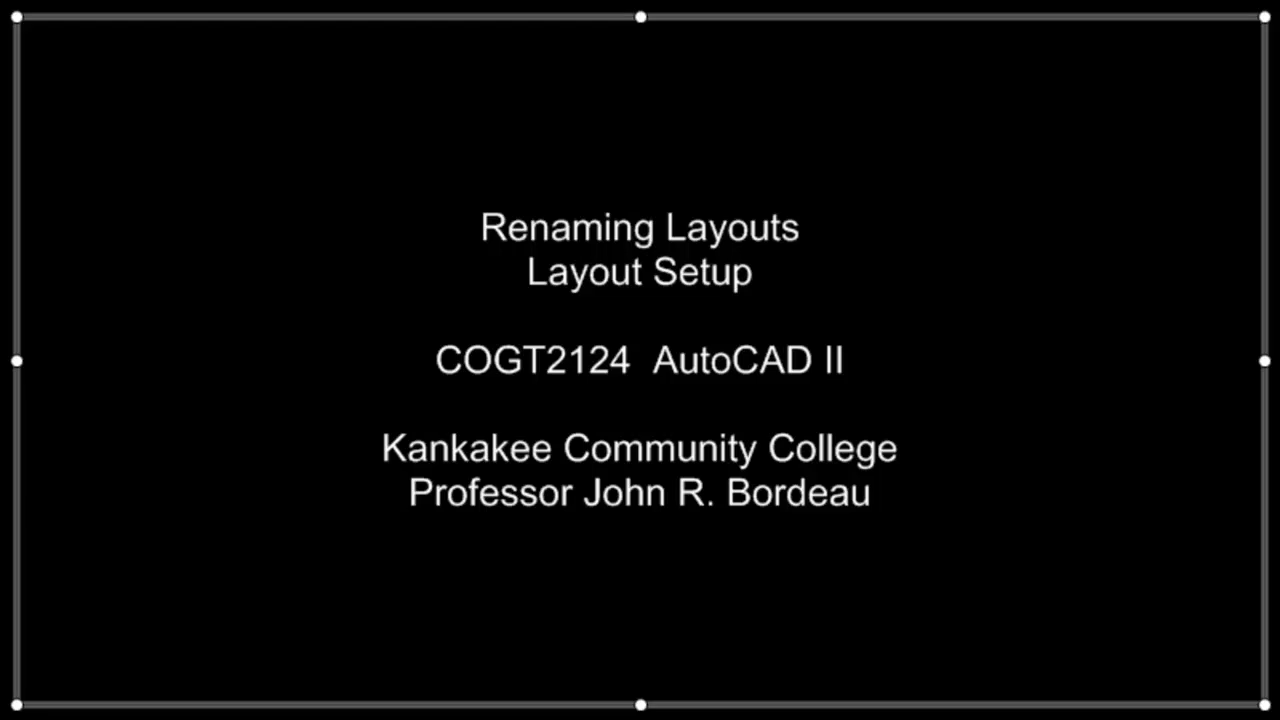 Renaming Layouts
Layout Setup
COGT2124  AutoCAD II
Kankakee Community College
Professor John R. Bordeau